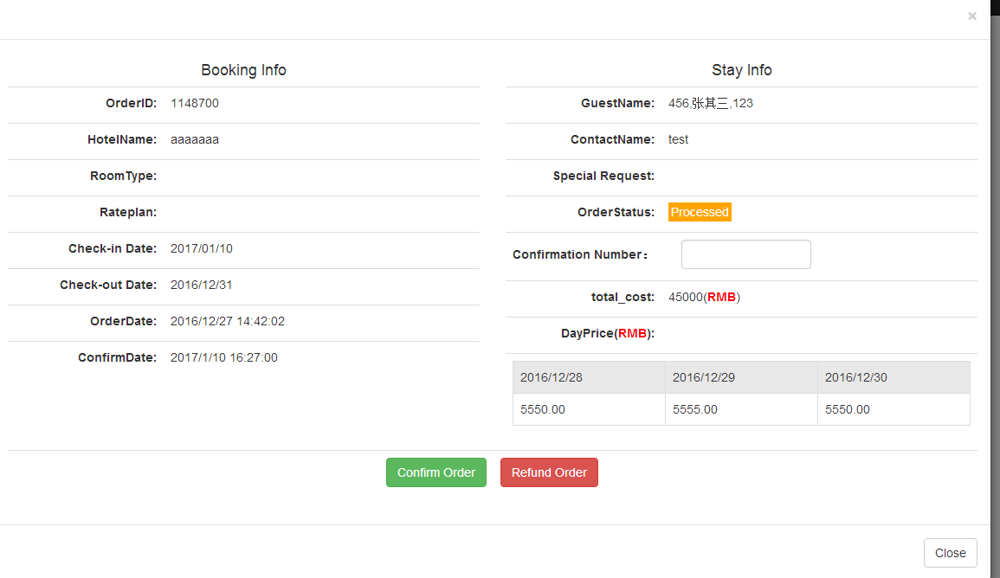 ×
Booking Info
OrderID: 1148700
HotelName: aaaaaaa
RoomType:
Rateplan:
Check-in Date: 2017/01/10
Check-out Date: 2016/12/31
OrderDate: 2016/12/27 14:42:02
ConfirmDate: 2017/1/10 16:27:00
Stay Info
GuestName: 456,张其三,123
ContactName: test
Special Request:
OrderStatus: Processed
Confirmation Number：
total_cost: 45000(RMB)
DayPrice(RMB):
2016/12/28 2016/12/29 2016/12/30
5550.00 5555.00 5550.00
Confirm Order Refund Order
Close